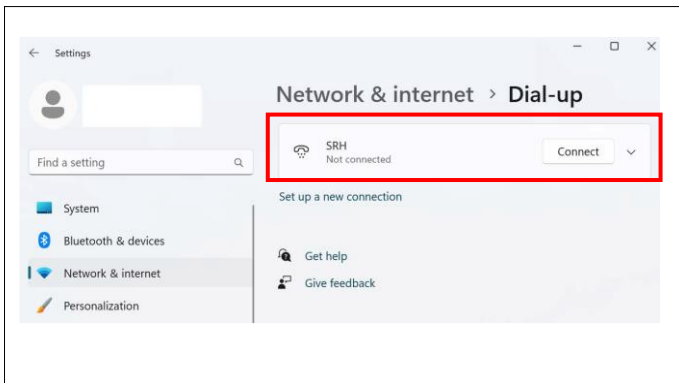 Settings
Network & internet > Dial-up
SRH
Not connected
Connect
Find a setting
Set up a new connection
System
Bluetooth & devices
Get help
Network & internet
Give feedback
Personalization